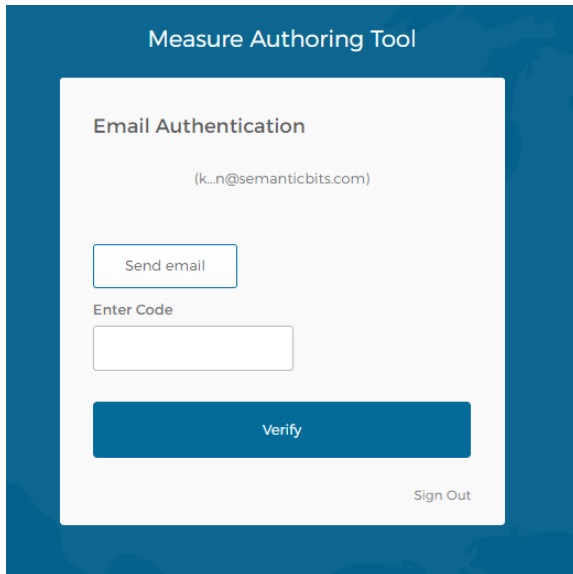 Measure Authoring Tool
Email Authentication
(k...n@semanticbits.com)
Send email
Enter Code
Verify
Sign Out